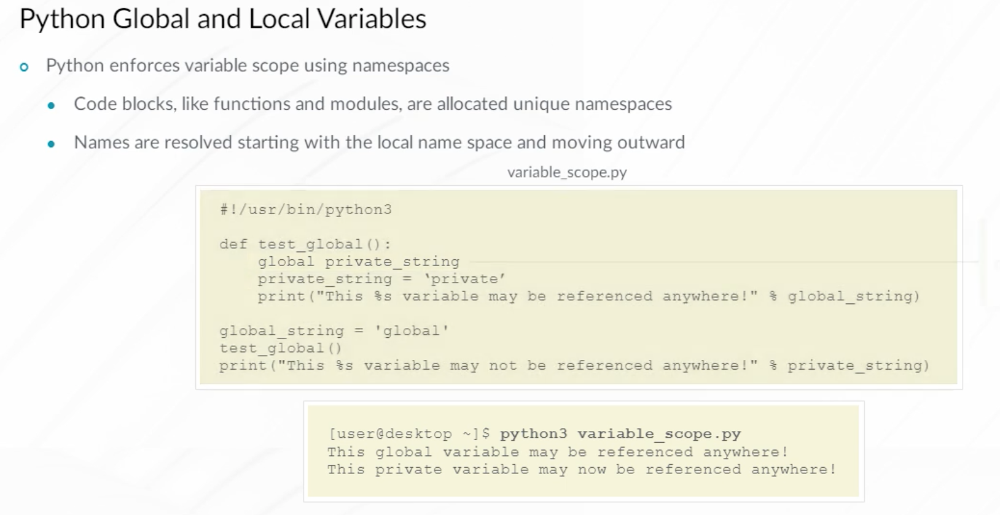 Python Global and Local Variables
Python enforces variable scope using namespaces
Code blocks, like functions and modules, are allocated unique namespaces
Names are resolved starting with the local name space and moving outward
variable_scope.py
#!/usr/bin/python3
def test_global():
    global private_string
    private_string = ‘private’
    print("This %s variable may be referenced anywhere!" % global_string)
global_string = 'global'
test_global()
print("This %s variable may not be referenced anywhere!" % private_string)
[user@desktop ~]$ python3 variable_scope.py
This global variable may be referenced anywhere!
This private variable may now be referenced anywhere!